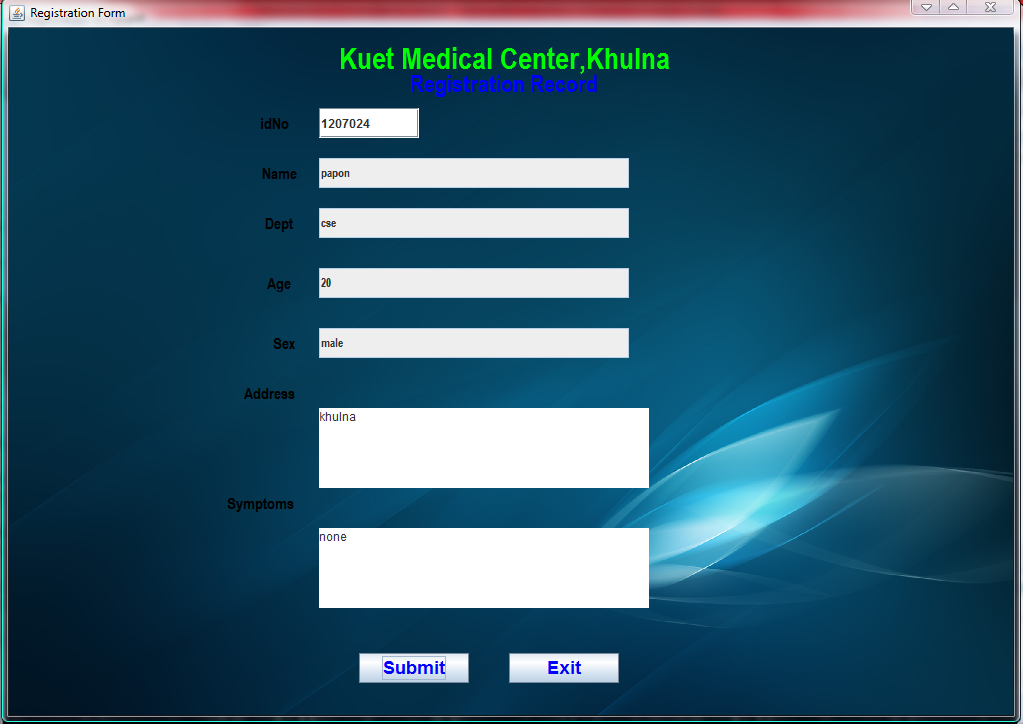 Registration Form
Kuet Medical Center,Khulna
Registration Record
idNo 1207024
Name papon
Dept cse
Age 20
Sex male
Address
khulna
Symptoms
none
Submit Exit